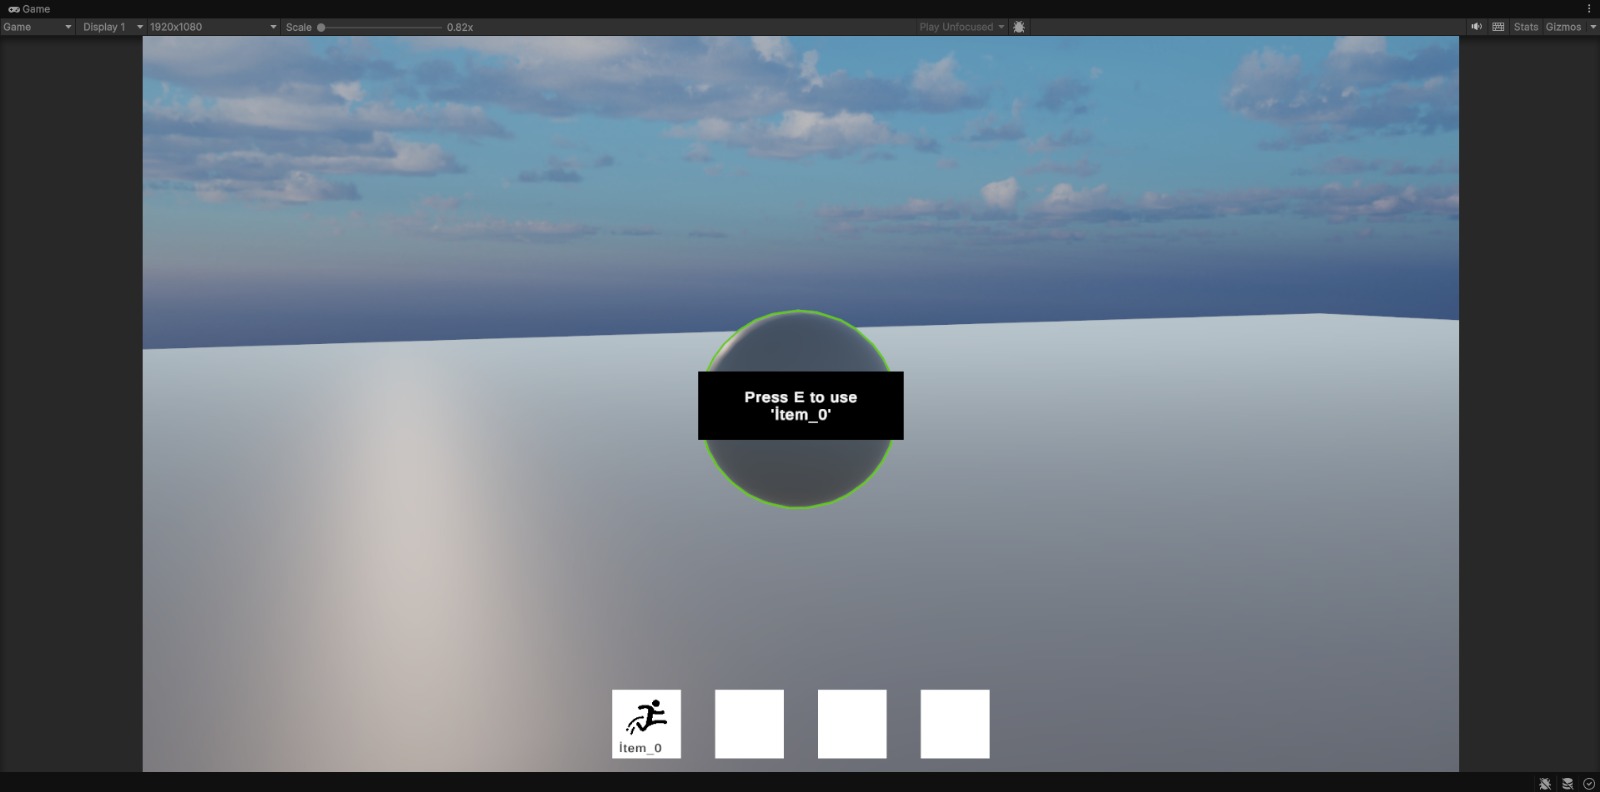 Game
Game
Display 1
1920x1080
Scale
0.82x
Play Unfocused
Stats
Gizmos
Press E to use
'İtem_0'
İtem_0